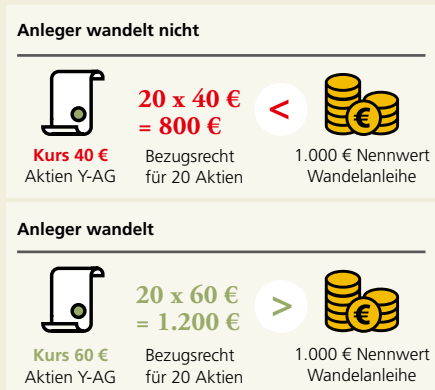 Anleger wandelt nicht
20 x 40 €
= 800 €
<
€
Kurs 40 €
Aktien Y-AG
Bezugsrecht
für 20 Aktien
1.000 € Nennwert
Wandelanleihe
Anleger wandelt
20 x 60 €
= 1.200 €
>
€
Kurs 60 €
Aktien Y-AG
Bezugsrecht
für 20 Aktien
1.000 € Nennwert
Wandelanleihe